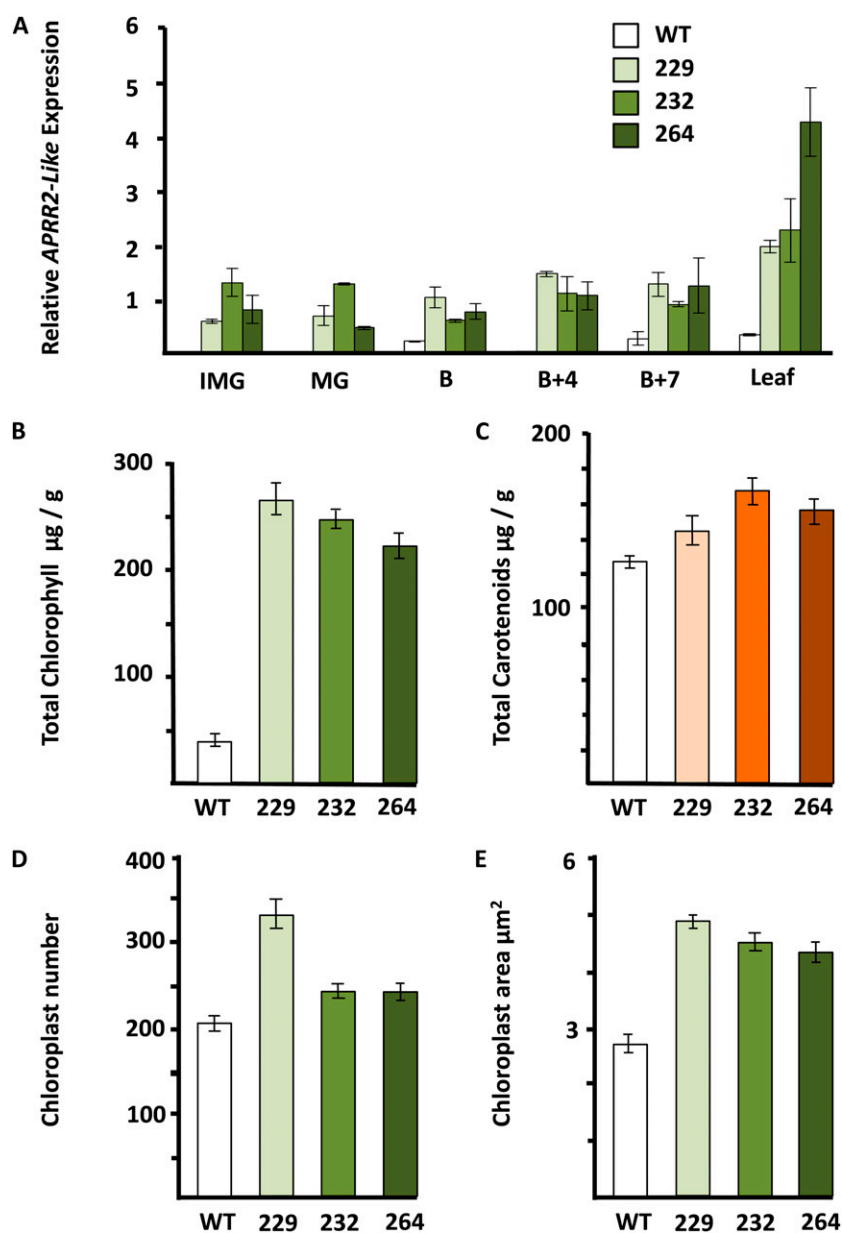 A
Relative APRR2-Like Expression
6
5
4
3
2
1
WT
229
232
264
IMG MG B B+4 B+7 Leaf
B
Total Chlorophyll μg / g
300
200
100
WT 229 232 264
C
Total Carotenoids μg / g
200
100
WT 229 232 264
D
Chloroplast number
400
300
200
100
WT 229 232 264
E
Chloroplast area μm²
6
3
WT 229 232 264